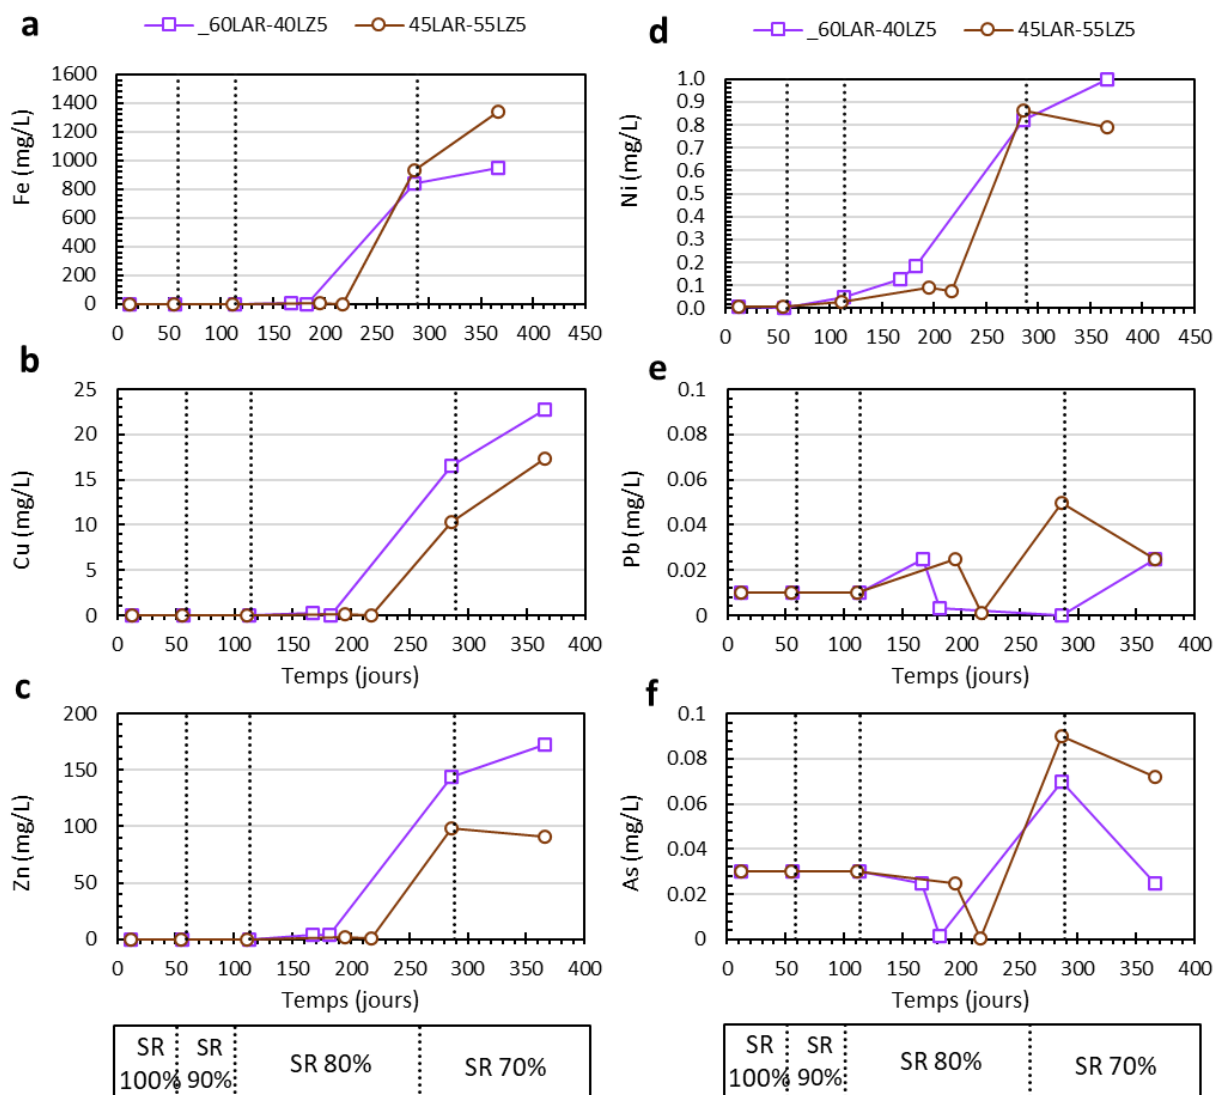 a
_60LAR-40LZ5 45LAR-55LZ5
Fe (mg/L)
1600
1400
1200
1000
800
600
400
200
0
0 50 100 150 200 250 300 350 400 450
b
Cu (mg/L)
25
20
15
10
5
0
0 50 100 150 200 250 300 350 400
Temps (jours)
c
Zn (mg/L)
200
150
100
50
0
0 50 100 150 200 250 300 350 400
Temps (jours)
SR 100%
SR 90%
SR 80%
SR 70%
d
_60LAR-40LZ5 45LAR-55LZ5
Ni (mg/L)
1.0
0.9
0.8
0.7
0.6
0.5
0.4
0.3
0.2
0.1
0.0
0 50 100 150 200 250 300 350 400 450
e
Pb (mg/L)
0.1
0.08
0.06
0.04
0.02
0
0 50 100 150 200 250 300 350 400
Temps (jours)
f
As (mg/L)
0.1
0.08
0.06
0.04
0.02
0
0 50 100 150 200 250 300 350 400
Temps (jours)
SR 100%
SR 90%
SR 80%
SR 70%